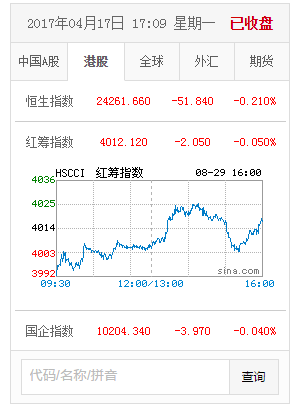 2017年04月17日 17:09 星期一 已收盘
中国A股 港股 全球 外汇 期货
恒生指数 24261.660 -51.840 -0.210%
红筹指数 4012.120 -2.050 -0.050%
HSCCI 红筹指数 08-29 16:00
4036
4025
4014
4003
3992
sina.com
09:30 12:00/13:00 16:00
国企指数 10204.340 -3.970 -0.040%
代码/名称/拼音 查询